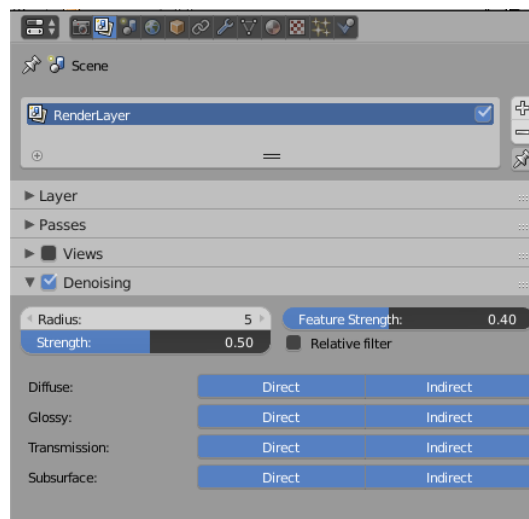 Scene
RenderLayer
Layer
Passes
Views
Denoising
Radius: 5 Feature Strength: 0.40
Strength: 0.50 Relative filter
Diffuse: Direct Indirect
Glossy: Direct Indirect
Transmission: Direct Indirect
Subsurface: Direct Indirect